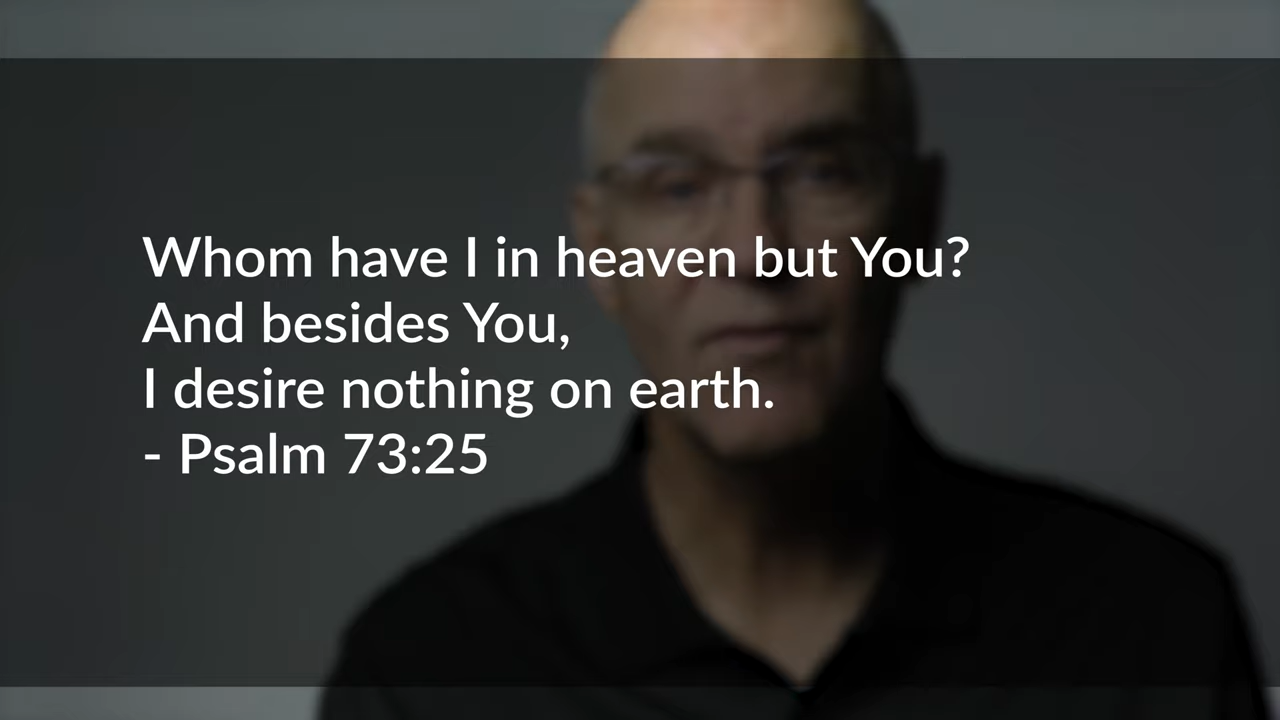 Whom have I in heaven but You?
And besides You,
I desire nothing on earth.
- Psalm 73:25